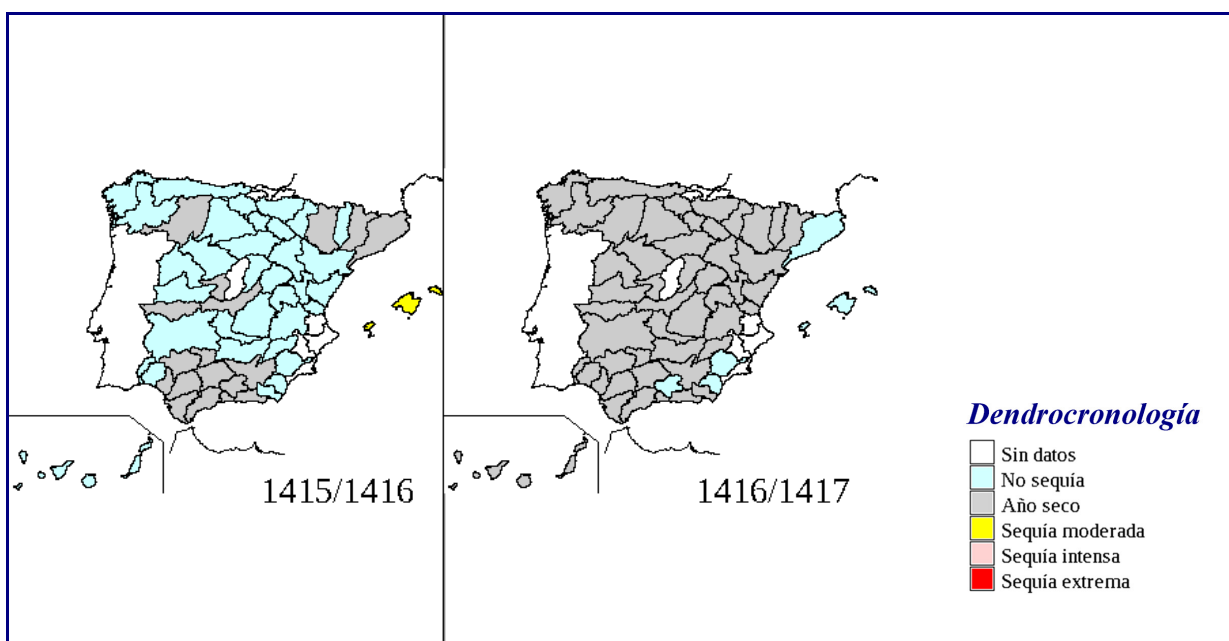 1415/1416
1416/1417
Dendrocronología
Sin datos
No sequía
Año seco
Sequía moderada
Sequía intensa
Sequía extrema